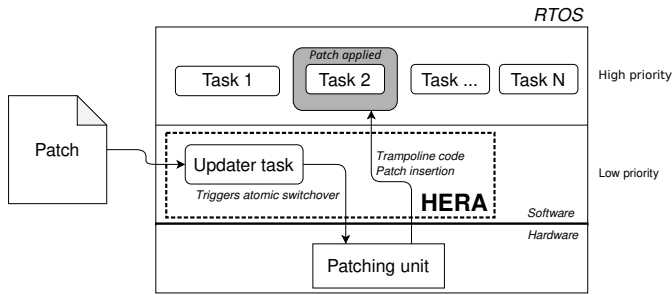 RTOS
Patch applied
Task 1
Task 2
Task ...
Task N
High priority
Patch
Updater task
Trampoline code
Patch insertion
Low priority
Triggers atomic switchover
HERA
Software
Hardware
Patching unit